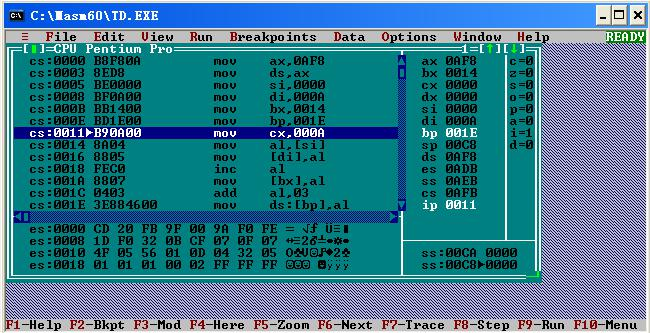 C:\Masm60\TD.EXE
≡ File Edit View Run Breakpoints Data Options Window Help READY
[■]=CPU Pentium Pro 1=[↑][↓]
cs:0000 B8F80A mov ax,0AF8 ax 0AF8 c=0
cs:0003 8ED8 mov ds,ax bx 0014 z=0
cs:0005 BE0000 mov si,0000 cx 0000 s=0
cs:0008 BF0A00 mov di,000A dx 0000 o=0
cs:000B BB1400 mov bx,0014 si 0000 p=0
cs:000E BD1E00 mov bp,001E di 000A a=0
cs:0011►B90A00 mov cx,000A bp 001E i=1
cs:0014 8A04 mov al,[si] sp 00C8 d=0
cs:0016 8805 mov [di],al ds 0AF8
cs:0018 FEC0 inc al es 0AEB
cs:001A 8807 mov [bx],al ss 0AEB
cs:001C 0403 add al,03 cs 0AFB
cs:001E 3E884600 mov ds:[bp],al ip 0011
es:0000 CD 20 FB 9F 00 9A F0 FE
es:0008 1D F0 32 0B CF 07 0F 07
es:0010 4F 05 56 01 0D 04 32 05 ss:00CA 0000
es:0018 01 01 01 00 02 FF FF FF ss:00C8►0000
F1-Help F2-Bkpt F3-Mod F4-Here F5-Zoom F6-Next F7-Trace F8-Step F9-Run F10-Menu